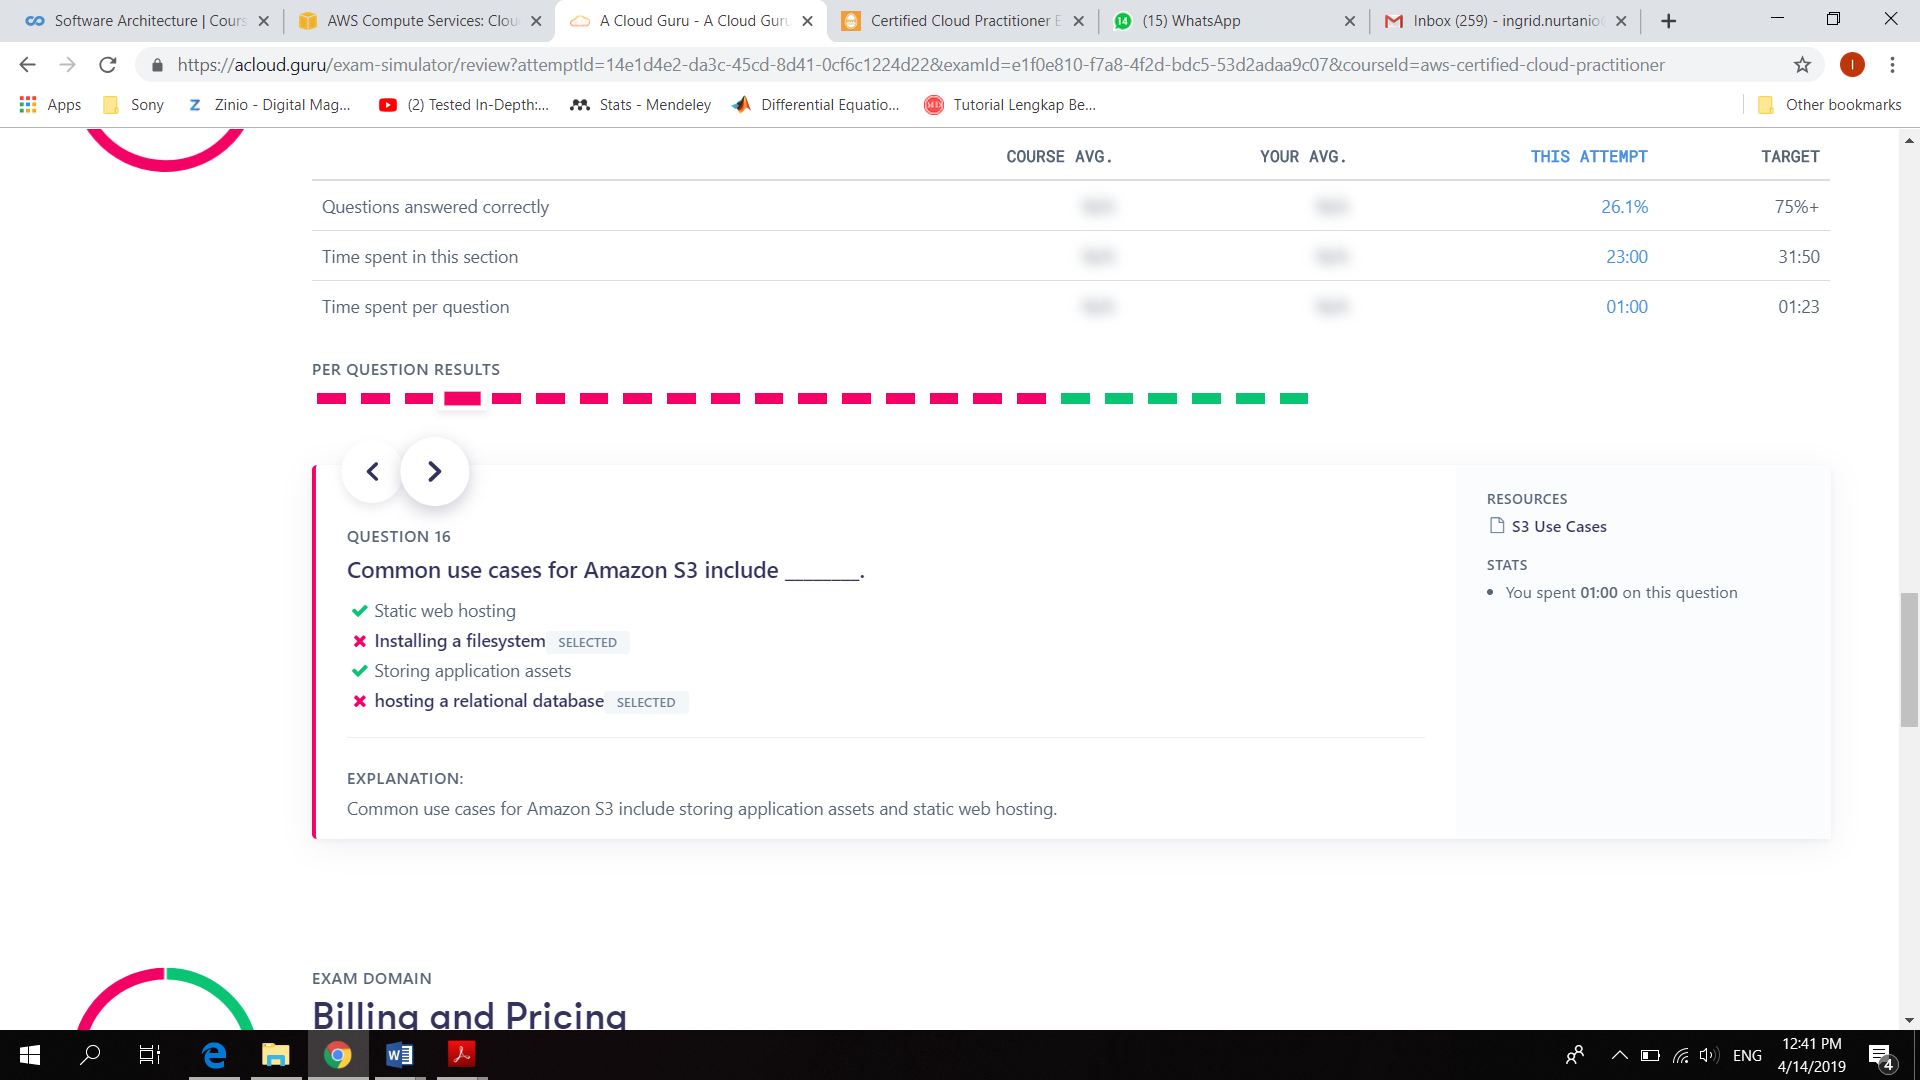 Software Architecture | Cours
AWS Compute Services: Clou
A Cloud Guru - A Cloud Guru
Certified Cloud Practitioner E
14 (15) WhatsApp
Inbox (259) - ingrid.nurtanio
https://acloud.guru/exam-simulator/review?attemptId=14e1d4e2-da3c-45cd-8d41-0cf6c1224d22&examId=e1f0e810-f7a8-4f2d-bdc5-53d2adaa9c07&courseId=aws-certified-cloud-practitioner
I
Apps Sony Z Zinio - Digital Mag... (2) Tested In-Depth:... Stats - Mendeley Differential Equatio... Tutorial Lengkap Be... Other bookmarks
COURSE AVG. YOUR AVG. THIS ATTEMPT TARGET
Questions answered correctly 26.1% 75%+
Time spent in this section 23:00 31:50
Time spent per question 01:00 01:23
PER QUESTION RESULTS
QUESTION 16
Common use cases for Amazon S3 include ________.
Static web hosting
Installing a filesystem SELECTED
Storing application assets
hosting a relational database SELECTED
EXPLANATION:
Common use cases for Amazon S3 include storing application assets and static web hosting.
RESOURCES
S3 Use Cases
STATS
• You spent 01:00 on this question
EXAM DOMAIN
Billing and Pricing
ENG
12:41 PM
4/14/2019
4